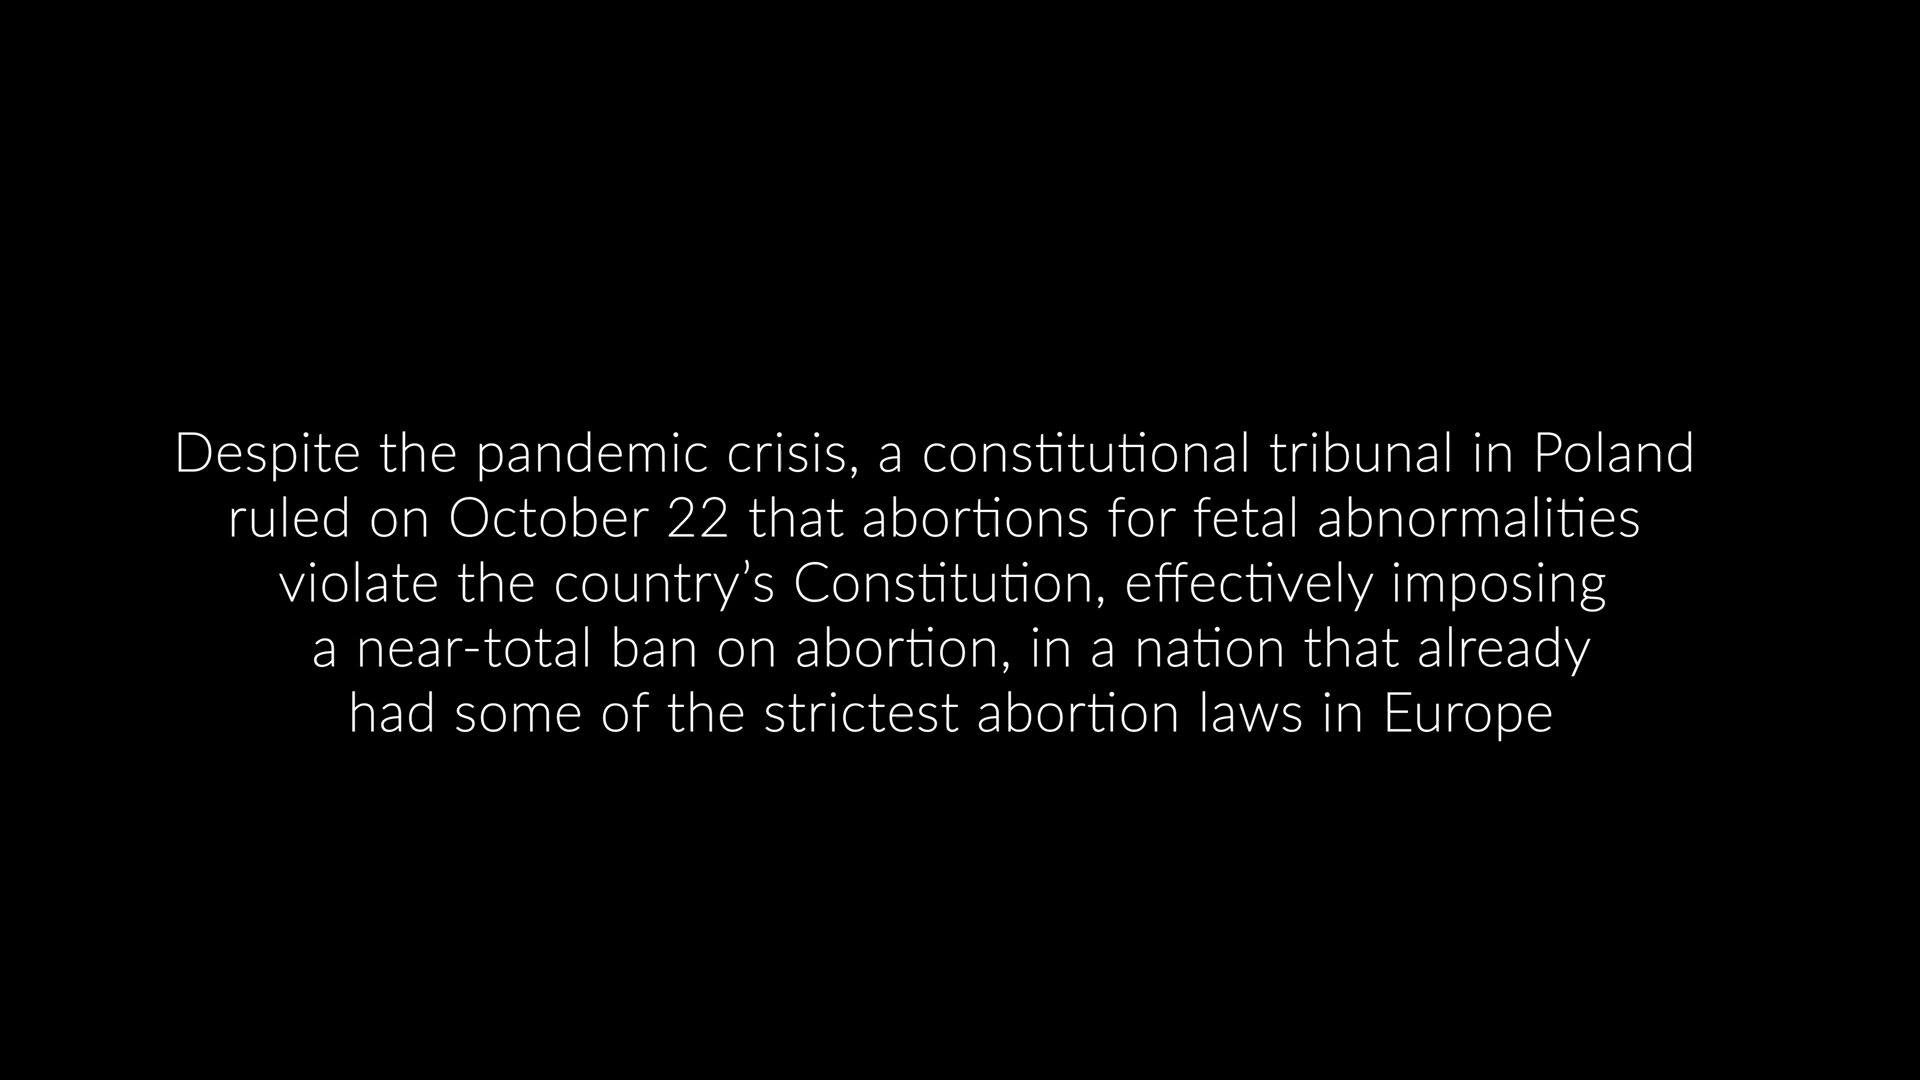 Despite the pandemic crisis, a constitutional tribunal in Poland
ruled on October 22 that abortions for fetal abnormalities
violate the country’s Constitution, effectively imposing
a near-total ban on abortion, in a nation that already
had some of the strictest abortion laws in Europe